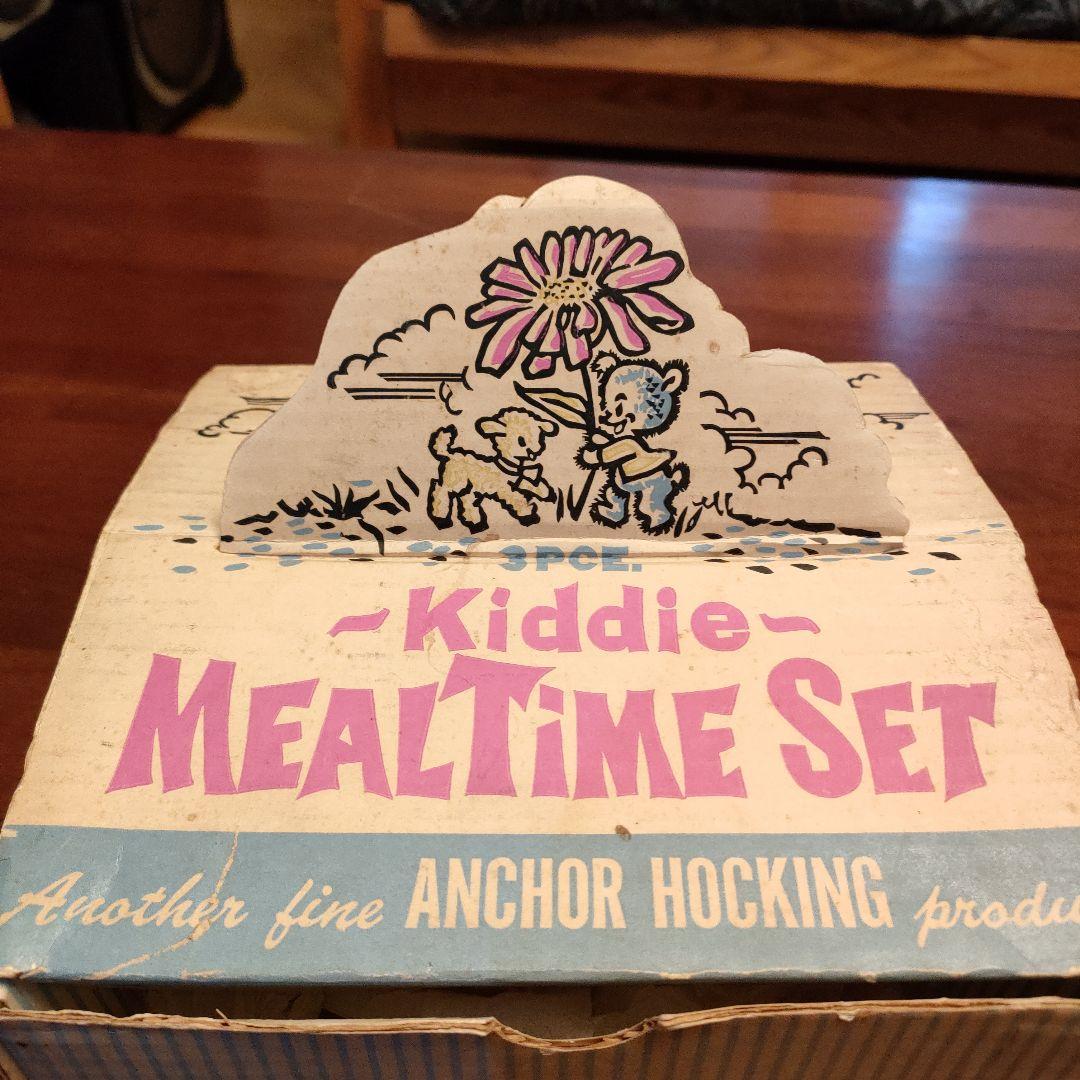 3 PCE.
~Kiddie~
MEALTIME SET
Another fine ANCHOR HOCKING